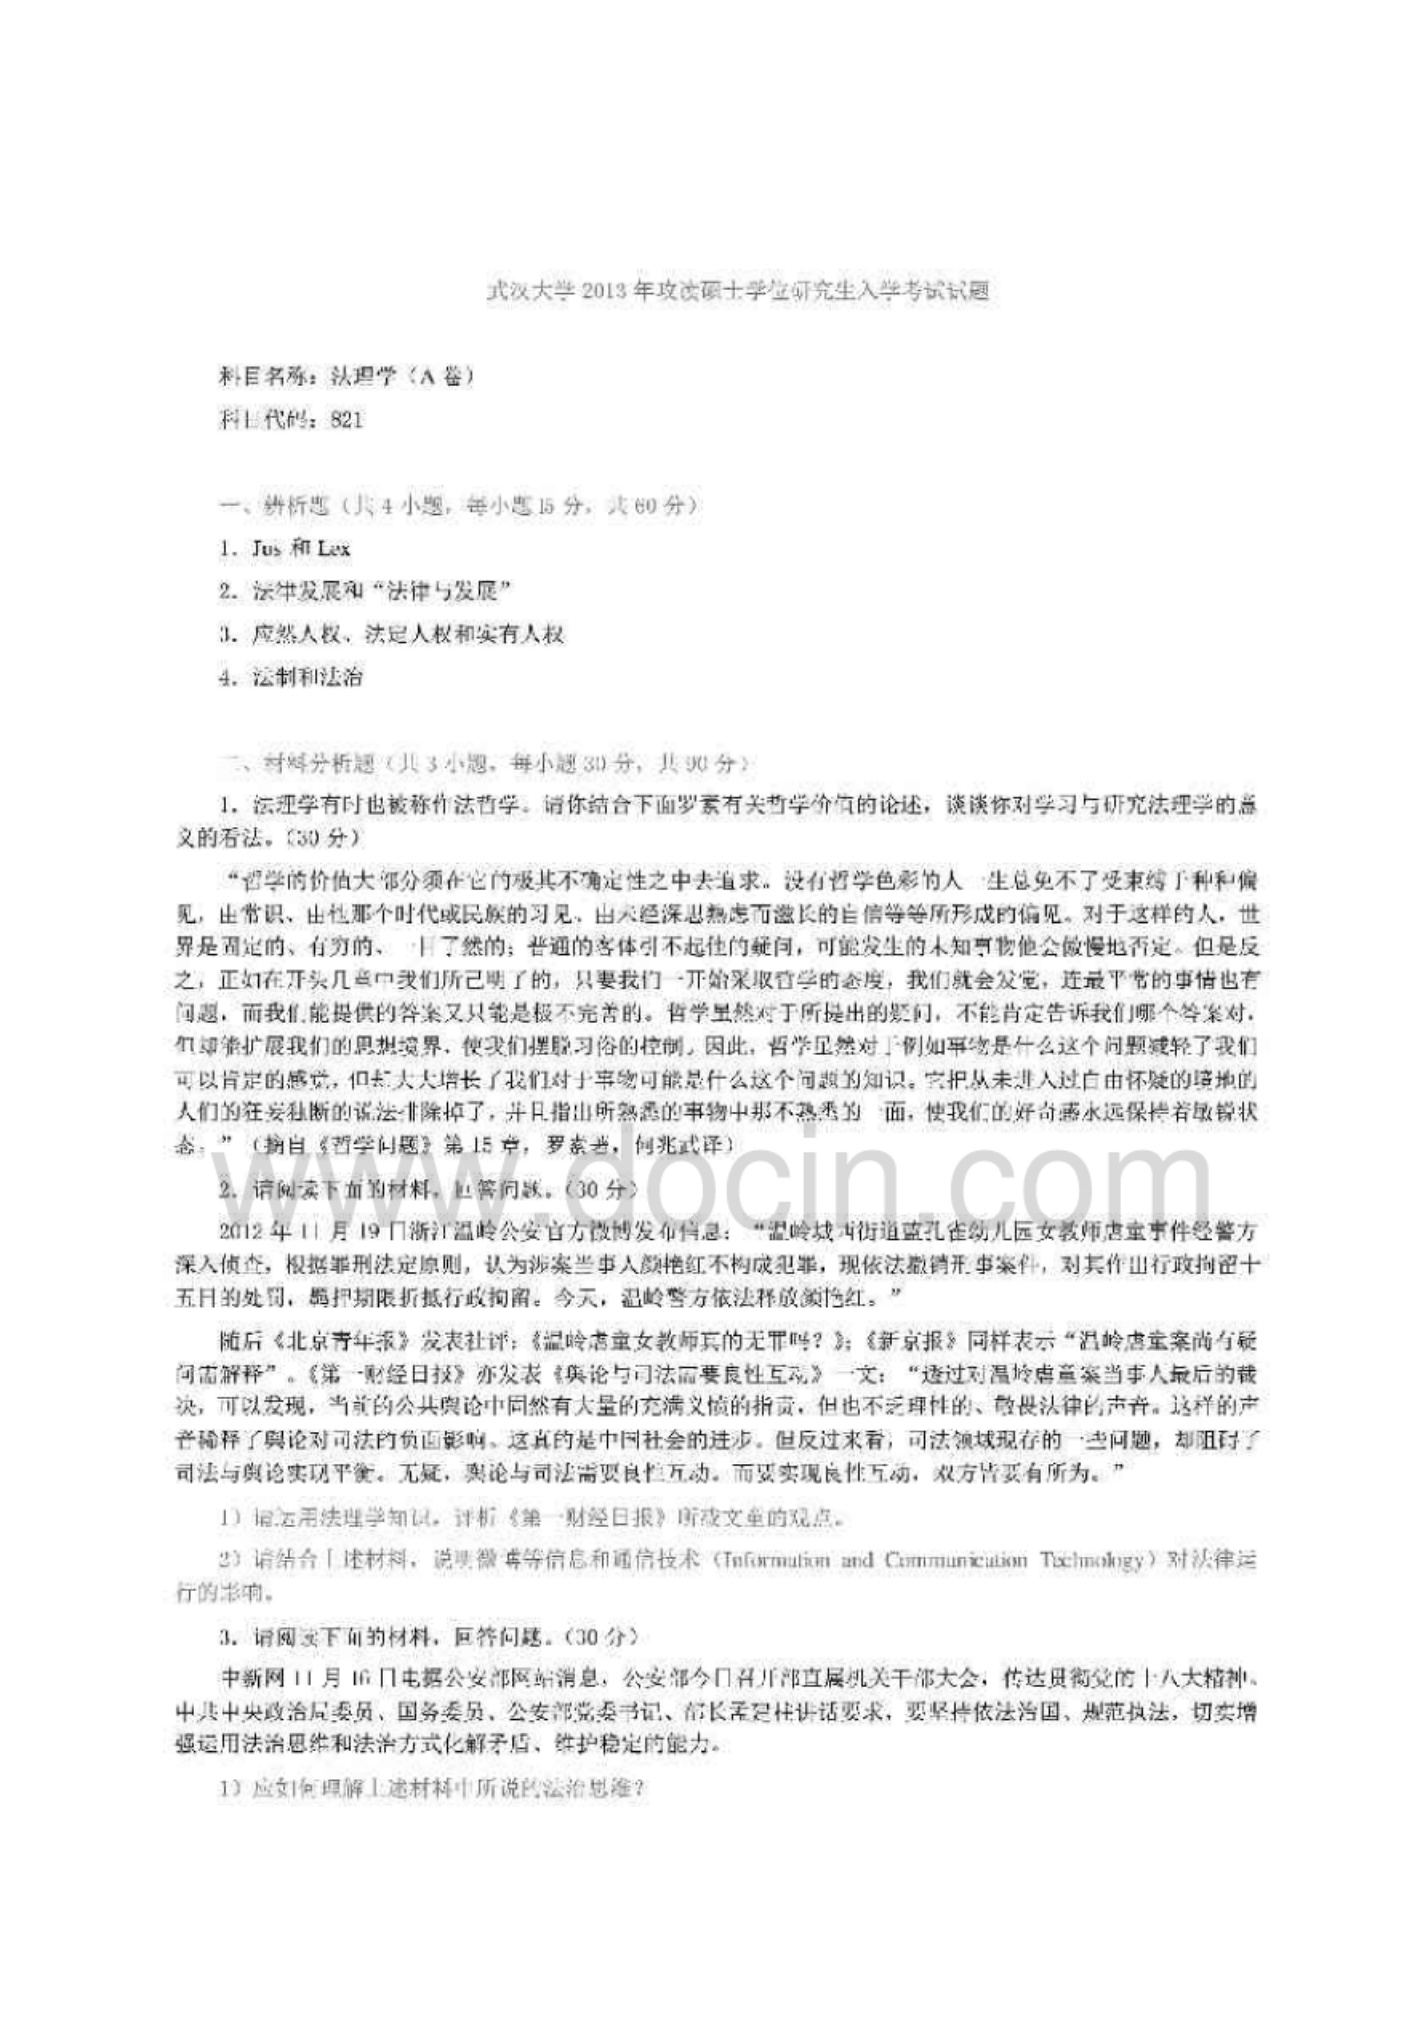 武汉大学 2013 年攻读硕士学位研究生入学考试试题
科目名称：法理学（A 卷）
科目代码：821
一、辨析题（共 4 小题，每小题 15 分，共 60 分）
1．Jus 和 Lex
2．法律发展和“法律与发展”
3．应然人权、法定人权和实有人权
4．法制和法治
二、材料分析题（共 3 小题，每小题 30 分，共 90 分）
1．法理学有时也被称作法哲学。请你结合下面罗素有关哲学价值的论述，谈谈你对学习与研究法理学的意
义的看法。（30 分）
“哲学的价值大部分须在它的极其不确定性之中去追求。没有哲学色彩的人一生总免不了受束缚于种种偏
见，由常识、由他那个时代或民族的习见、由未经深思熟虑而滋长的自信等等所形成的偏见。对于这样的人，世
界是固定的、有穷的、一目了然的；普通的客体引不起他的疑问，可能发生的未知事物他会傲慢地否定。但是反
之，正如在开头几章中我们所已明了的，只要我们一开始采取哲学的态度，我们就会发觉，连最平常的事情也有
问题，而我们能提供的答案又只能是极不完善的。哲学虽然对于所提出的疑问，不能肯定告诉我们哪个答案对，
但却能扩展我们的思想境界，使我们摆脱习俗的控制。因此，哲学虽然对于例如事物是什么这个问题减轻了我们
可以肯定的感觉，但却大大增长了我们对于事物可能是什么这个问题的知识。它把从未进入过自由怀疑的境地的
人们的狂妄独断的说法排除掉了，并且指出所熟悉的事物中那不熟悉的一面，使我们的好奇感永远保持着敏锐状
态。”（摘自《哲学问题》第 15 章，罗素著，何兆武译）
2．请阅读下面的材料，回答问题。（30 分）
2012 年 11 月 19 日浙江温岭公安官方微博发布信息：“温岭城西街道蓝孔雀幼儿园女教师虐童事件经警方
深入侦查，根据罪刑法定原则，认为涉案当事人颜艳红不构成犯罪，现依法撤销刑事案件，对其作出行政拘留十
五日的处罚，羁押期限折抵行政拘留。今天，温岭警方依法释放颜艳红。”
随后《北京青年报》发表社评：《温岭虐童女教师真的无罪吗？》；《新京报》同样表示“温岭虐童案尚有疑
问需解释”。《第一财经日报》亦发表《舆论与司法需要良性互动》一文：“透过对温岭虐童案当事人最后的裁
决，可以发现，当前的公共舆论中固然有大量的充满义愤的指责，但也不乏理性的、敬畏法律的声音。这样的声
音稀释了舆论对司法的负面影响。这真的是中国社会的进步。但反过来看，司法领域现存的一些问题，却阻碍了
司法与舆论实现平衡。无疑，舆论与司法需要良性互动。而要实现良性互动，双方皆要有所为。”
1）请运用法理学知识，评析《第一财经日报》所载文章的观点。
2）请结合上述材料，说明微博等信息和通信技术（Information and Communication Technology）对法律运
行的影响。
3．请阅读下面的材料，回答问题。（30 分）
中新网 11 月 16 日电据公安部网站消息，公安部今日召开部直属机关干部大会，传达贯彻党的十八大精神。
中共中央政治局委员、国务委员、公安部党委书记、部长孟建柱讲话要求，要坚持依法治国、规范执法，切实增
强运用法治思维和法治方式化解矛盾、维护稳定的能力。
1）应如何理解上述材料中所说的法治思维？
www.docin.com